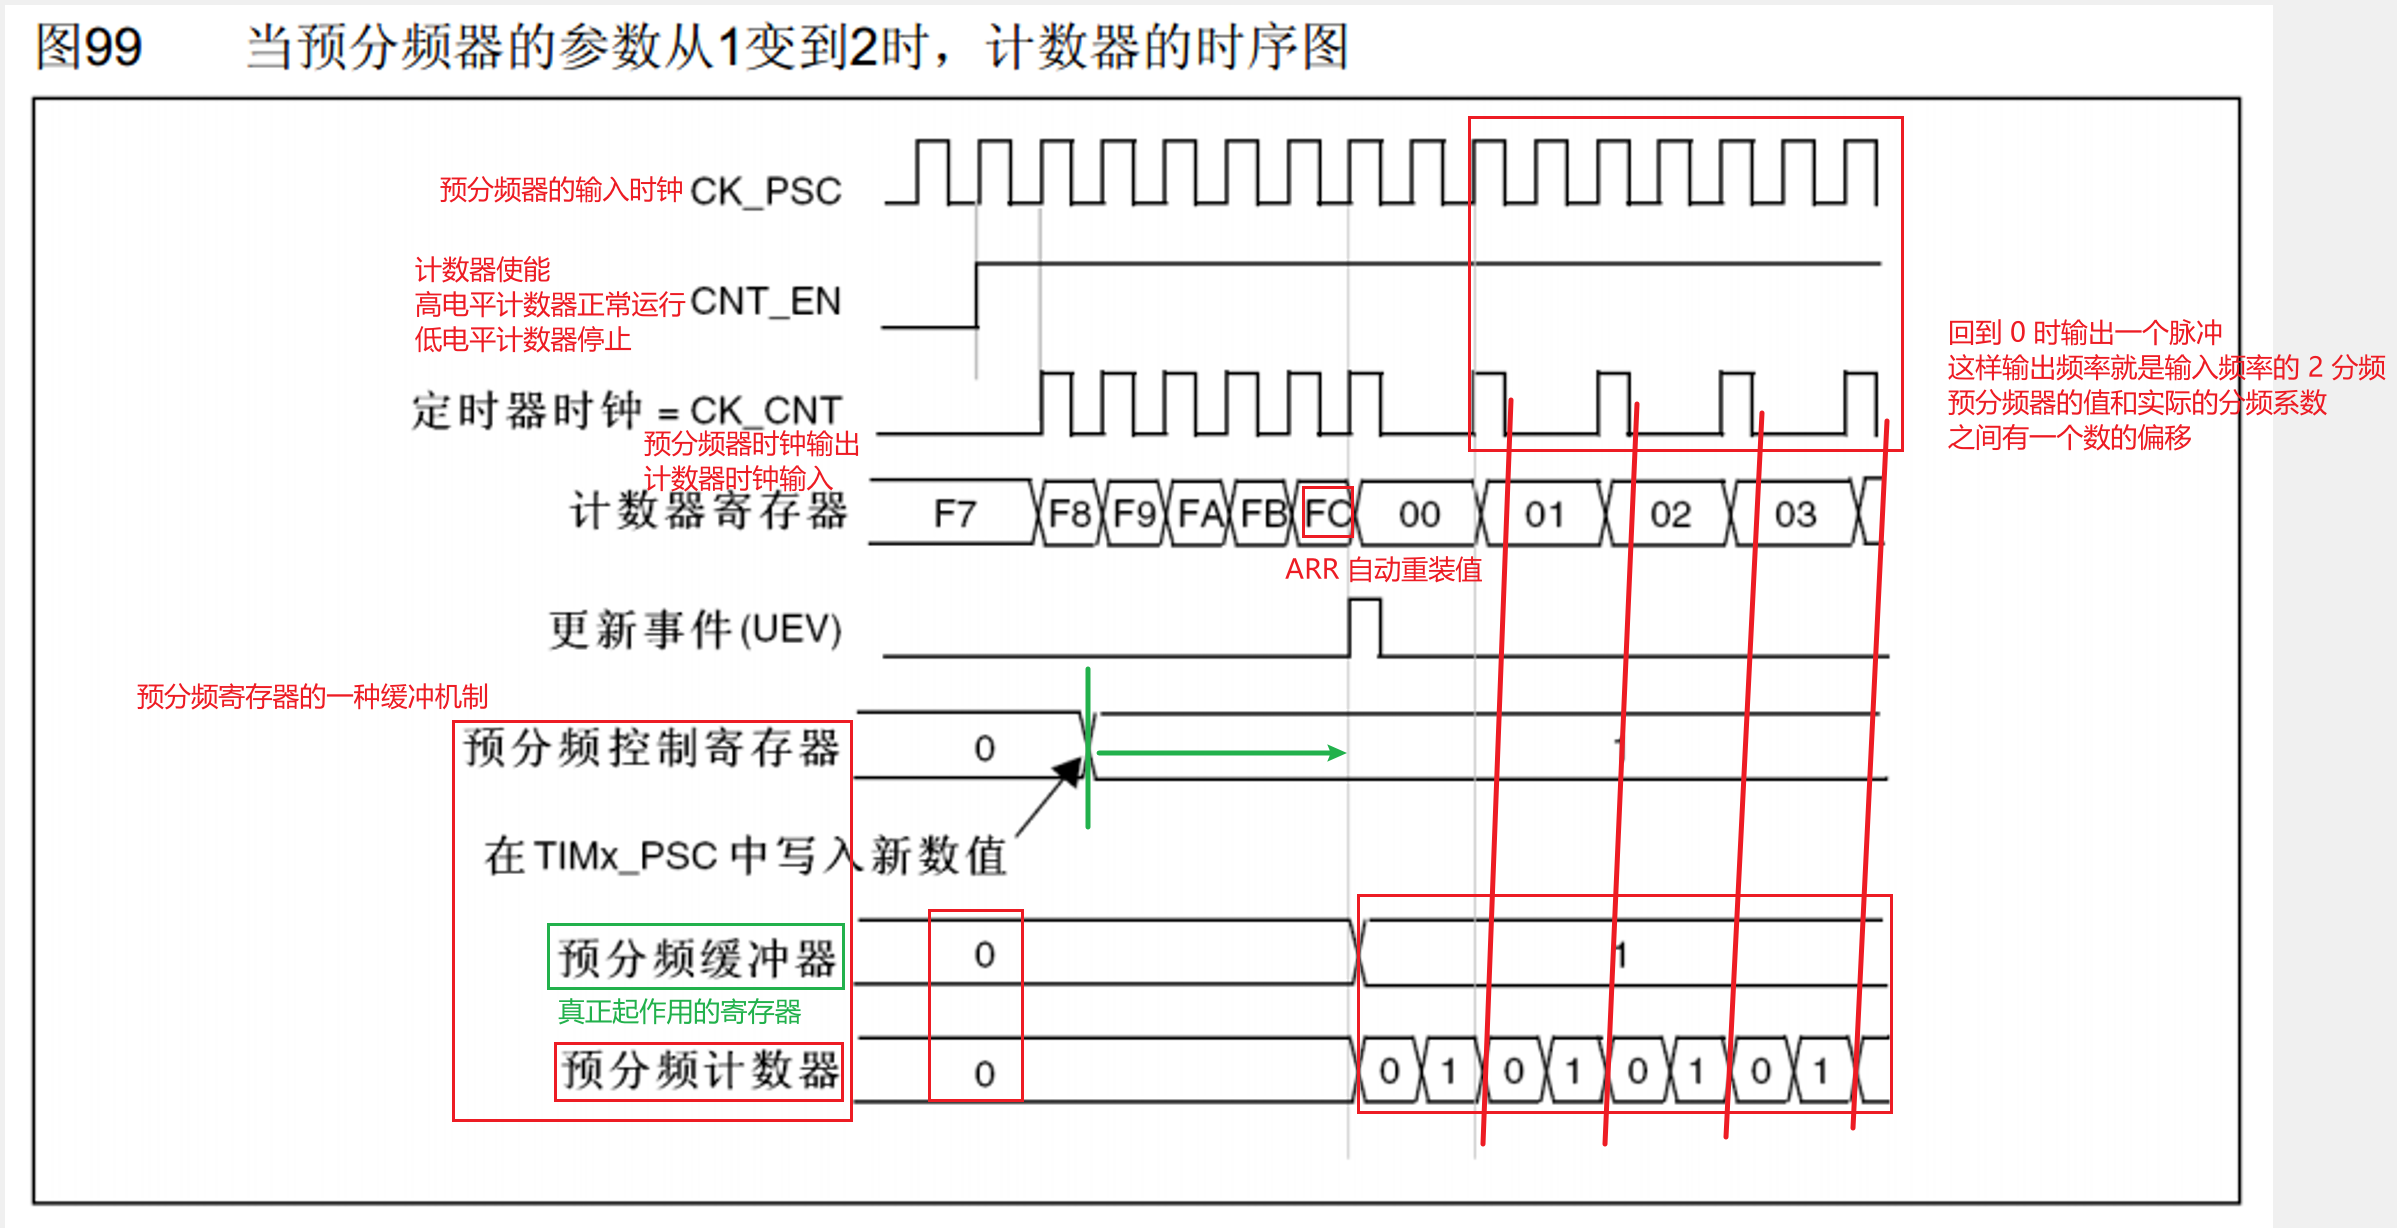 图99 当预分频器的参数从1变到2时，计数器的时序图
预分频器的输入时钟 CK_PSC
计数器使能
高电平计数器正常运行 CNT_EN
低电平计数器停止
回到 0 时输出一个脉冲
这样输出频率就是输入频率的 2 分频
预分频器的值和实际的分频系数
之间有一个数的偏移
定时器时钟 = CK_CNT
预分频器时钟输出
计数器时钟输入
计数器寄存器 F7 F8 F9 FA FB FC 00 01 02 03
ARR 自动重装值
更新事件(UEV)
预分频寄存器的一种缓冲机制
预分频控制寄存器 0 1
在TIMx_PSC中写入新数值
预分频缓冲器 0 1
真正起作用的寄存器
预分频计数器 0 0 1 0 1 0 1 0 1